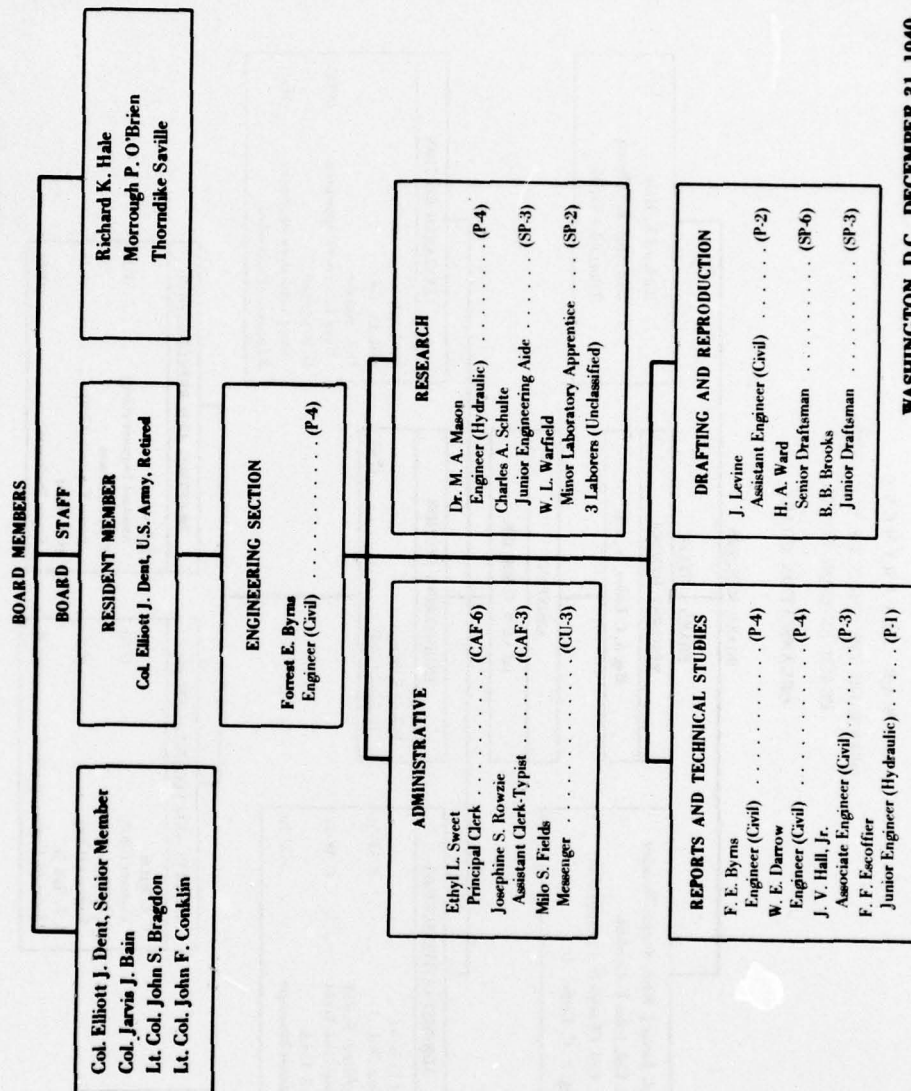 BOARD MEMBERS
Col. Elliott J. Dent, Senior Member
Col. Jarvis J. Bain
Lt. Col. John S. Bragdon
Lt. Col. John F. Conklin
BOARD STAFF
RESIDENT MEMBER
Col. Elliott J. Dent, U.S. Army, Retired
Richard K. Hale
Morrough P. O'Brien
Thorndike Saville
ENGINEERING SECTION
Forrest E. Byrns
Engineer (Civil) . . . . . . . . . . (P-4)
ADMINISTRATIVE
Ethyl L. Sweet
Principal Clerk . . . . . . . . . . (CAF-6)
Josephine S. Rowzie
Assistant Clerk-Typist . . . . . . (CAF-3)
Milo S. Fields
Messenger . . . . . . . . . . . . (CU-3)
RESEARCH
Dr. M. A. Mason
Engineer (Hydraulic) . . . . . . . (P-4)
Charles A. Schulte
Junior Engineering Aide . . . . (SP-3)
W. L. Warfield
Minor Laboratory Apprentice . . (SP-2)
3 Laborers (Unclassified)
REPORTS AND TECHNICAL STUDIES
F. E. Byrns
Engineer (Civil) . . . . . . . . . . (P-4)
W. E. Darrow
Engineer (Civil) . . . . . . . . . . (P-4)
J. V. Hall, Jr.
Associate Engineer (Civil) . . . . . (P-3)
F. F. Escoffier
Junior Engineer (Hydraulic) . . . . (P-1)
DRAFTING AND REPRODUCTION
J. Levine
Assistant Engineer (Civil) . . . . . . (P-2)
H. A. Ward
Senior Draftsman . . . . . . . . (SP-6)
B. B. Brooks
Junior Draftsman . . . . . . . . (SP-3)
WASHINGTON, D.C., DECEMBER 31, 1940